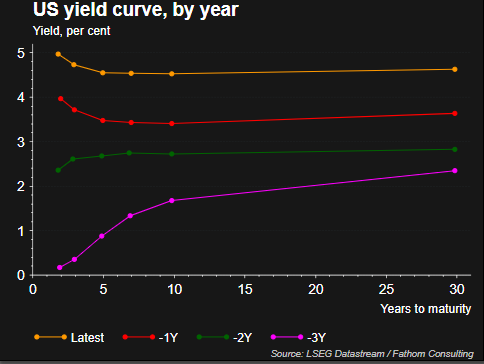 US yield curve, by year
Yield, per cent
5
4
3
2
1
0
0 5 10 15 20 25 30
Years to maturity
Latest -1Y -2Y -3Y
Source: LSEG Datastream / Fathom Consulting